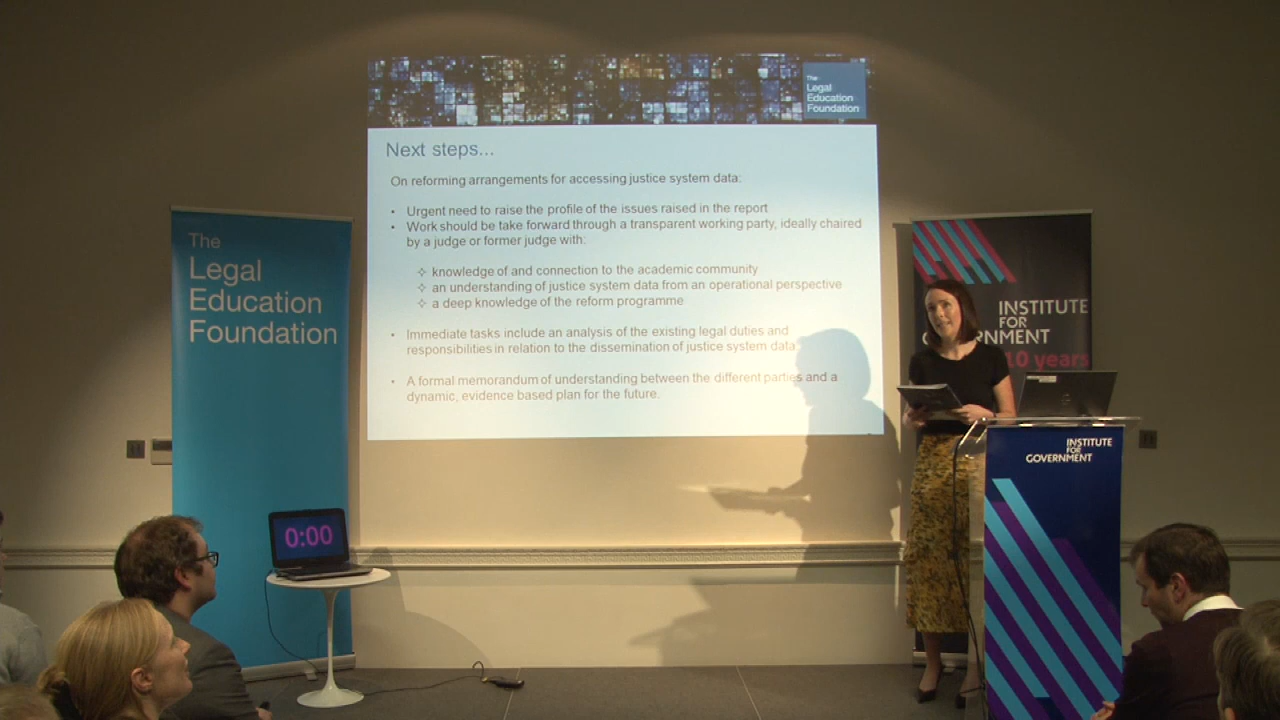 The
Legal
Education
Foundation
Next steps...
On reforming arrangements for accessing justice system data:
• Urgent need to raise the profile of the issues raised in the report
• Work should be take forward through a transparent working party, ideally chaired
by a judge or former judge with:
✧ knowledge of and connection to the academic community
✧ an understanding of justice system data from an operational perspective
✧ a deep knowledge of the reform programme
• Immediate tasks include an analysis of the existing legal duties and
responsibilities in relation to the dissemination of justice system data
• A formal memorandum of understanding between the different parties and a
dynamic, evidence based plan for the future.
The
Legal
Education
Foundation
0:00
INSTITUTE
FOR
GOVERNMENT
10 years
INSTITUTE
FOR
GOVERNMENT